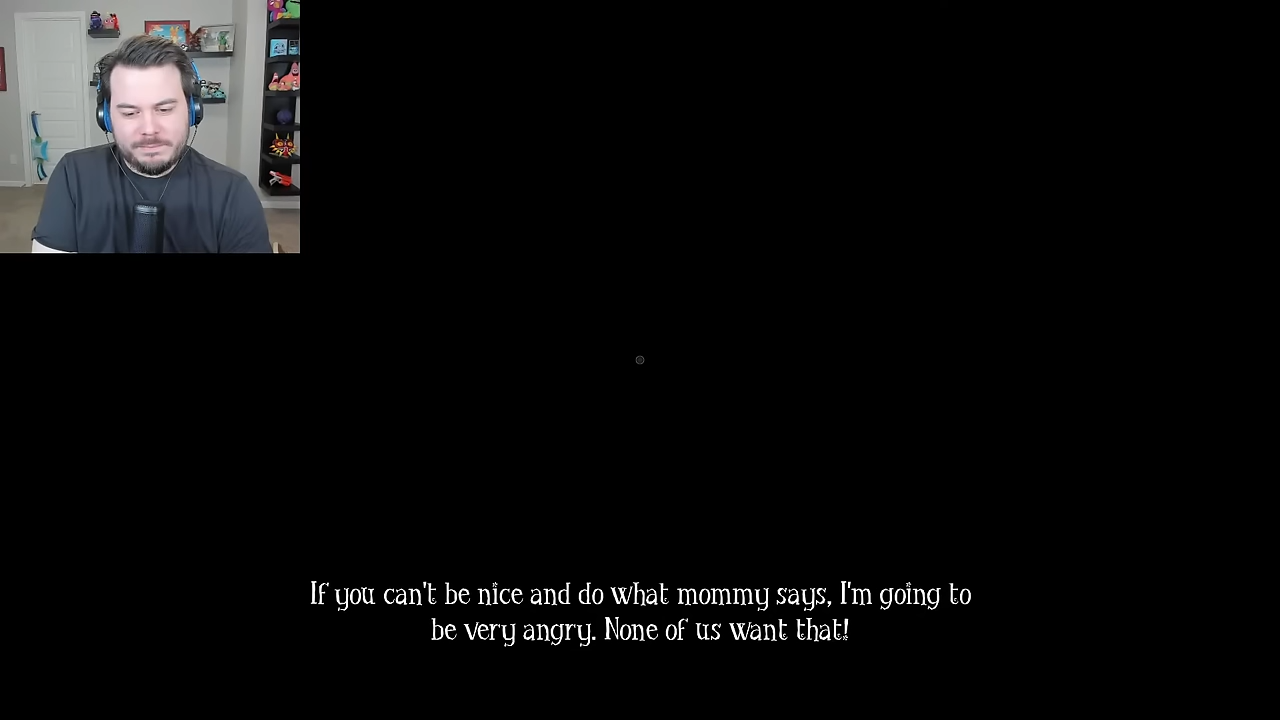 If you can't be nice and do what mommy says, I'm going to
be very angry. None of us want that!